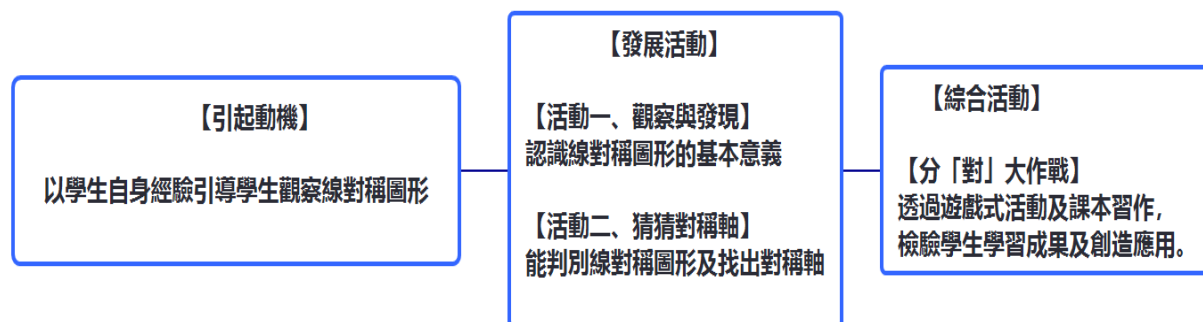 【引起動機】
以學生自身經驗引導學生觀察線對稱圖形
【發展活動】
【活動一、觀察與發現】
認識線對稱圖形的基本意義
【活動二、猜猜對稱軸】
能判別線對稱圖形及找出對稱軸
【綜合活動】
【分「對」大作戰】
透過遊戲式活動及課本習作，
檢驗學生學習成果及創造應用。